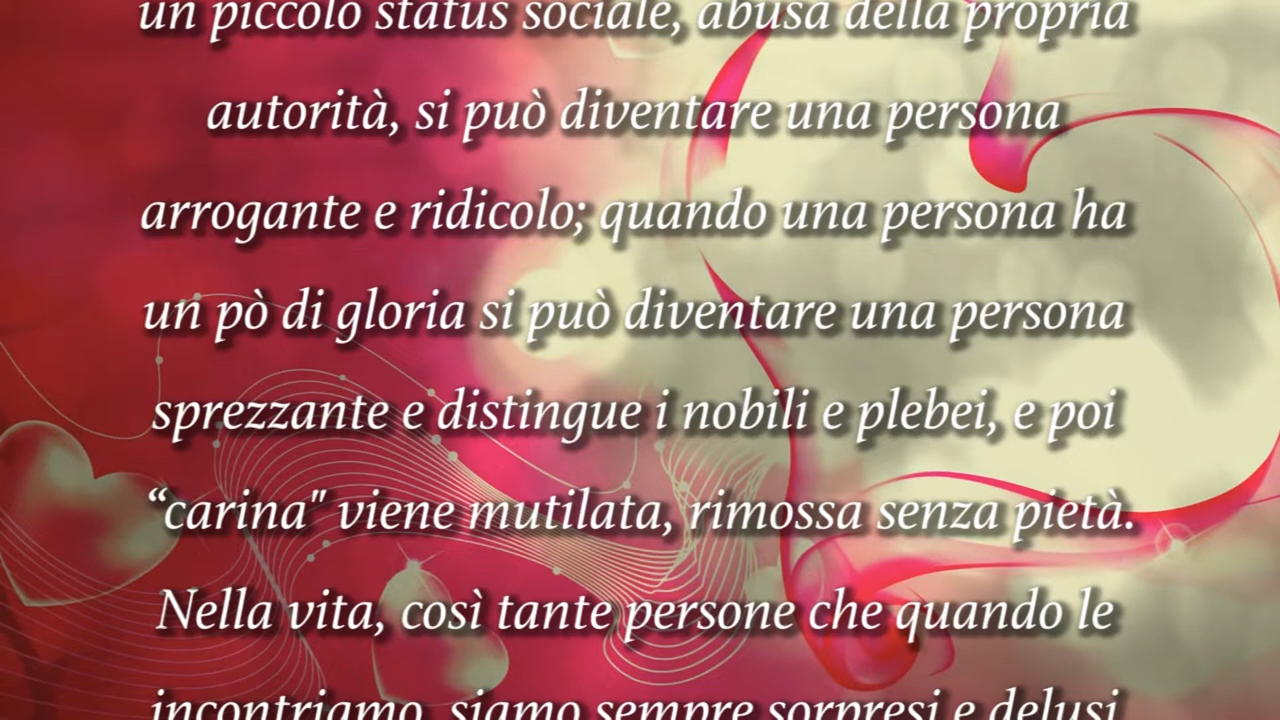 un piccolo status sociale, abusa della propria
autorità, si può diventare una persona
arrogante e ridicolo; quando una persona ha
un pò di gloria si può diventare una persona
sprezzante e distingue i nobili e plebei, e poi
“carina" viene mutilata, rimossa senza pietà.
Nella vita, così tante persone che quando le
incontriamo, siamo sempre sorpresi e delusi